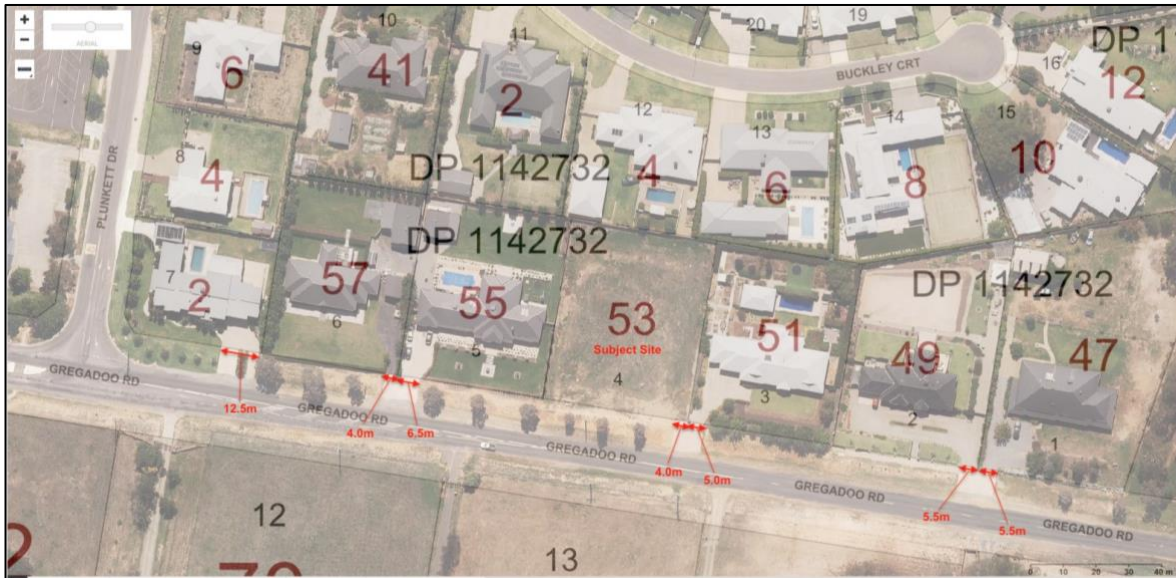 +
−
AERIAL
9
6
10
41
11
2
20
19
BUCKLEY CRT
16
DP 11
12
12
4
13
6
14
8
15
10
PLUNKETT DR
8
4
DP 1142732
DP 1142732
DP 1142732
7
2
57
6
55
5
53
Subject Site
4
51
3
49
2
47
1
GREGADOO RD
12.5m
GREGADOO RD
4.0m
6.5m
GREGADOO RD
4.0m
5.0m
GREGADOO RD
5.5m
5.5m
GREGADOO RD
2
12
13
0
10
20
30
40 m